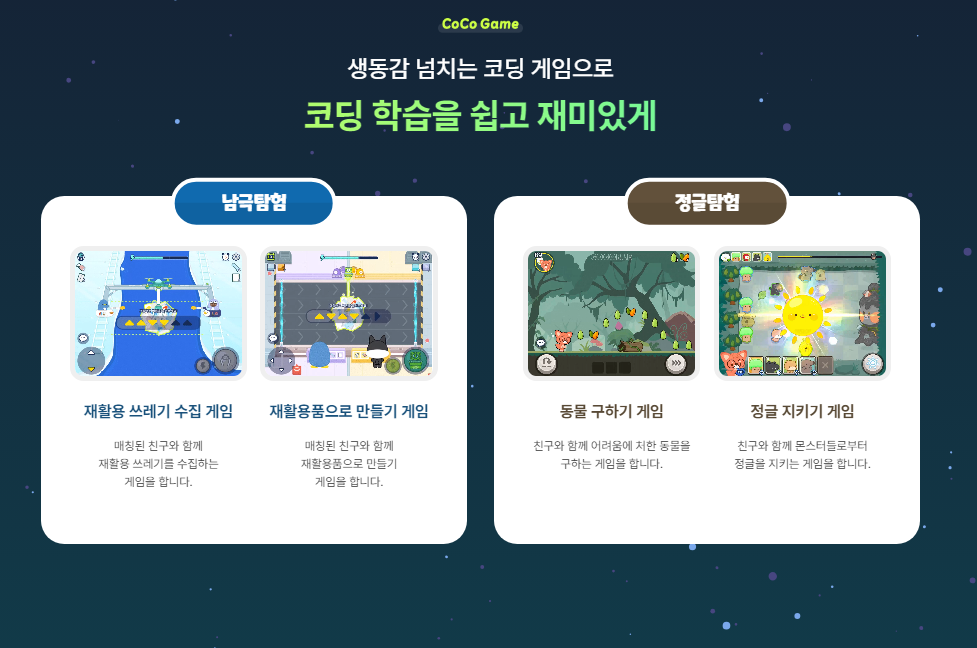 CoCo Game
생동감 넘치는 코딩 게임으로
코딩 학습을 쉽고 재미있게
남극탐험
재활용 쓰레기 수집 게임
매칭된 친구와 함께
재활용 쓰레기를 수집하는
게임을 합니다.
재활용품으로 만들기 게임
매칭된 친구와 함께
재활용품으로 만들기
게임을 합니다.
정글탐험
동물 구하기 게임
친구와 함께 어려움에 처한 동물을
구하는 게임을 합니다.
정글 지키기 게임
친구와 함께 몬스터들로부터
정글을 지키는 게임을 합니다.